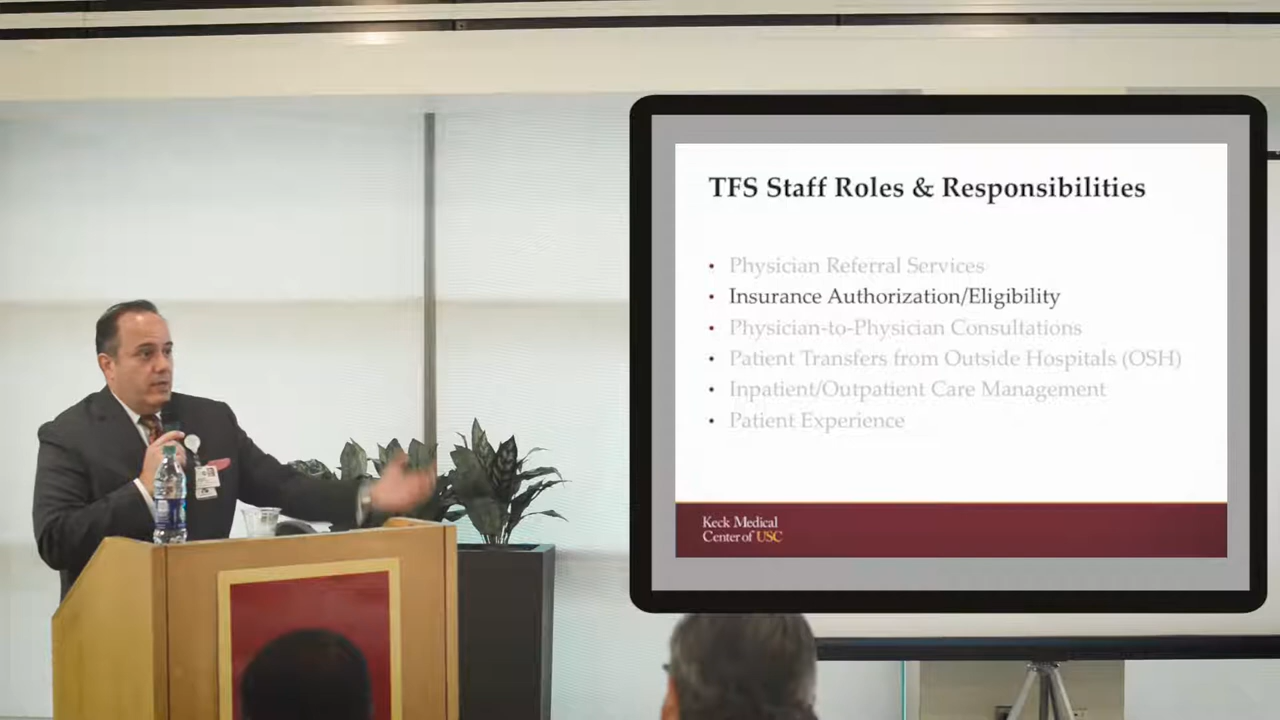 TFS Staff Roles & Responsibilities
• Physician Referral Services
• Insurance Authorization/Eligibility
• Physician-to-Physician Consultations
• Patient Transfers from Outside Hospitals (OSH)
• Inpatient/Outpatient Care Management
• Patient Experience
Keck Medical
Center of USC